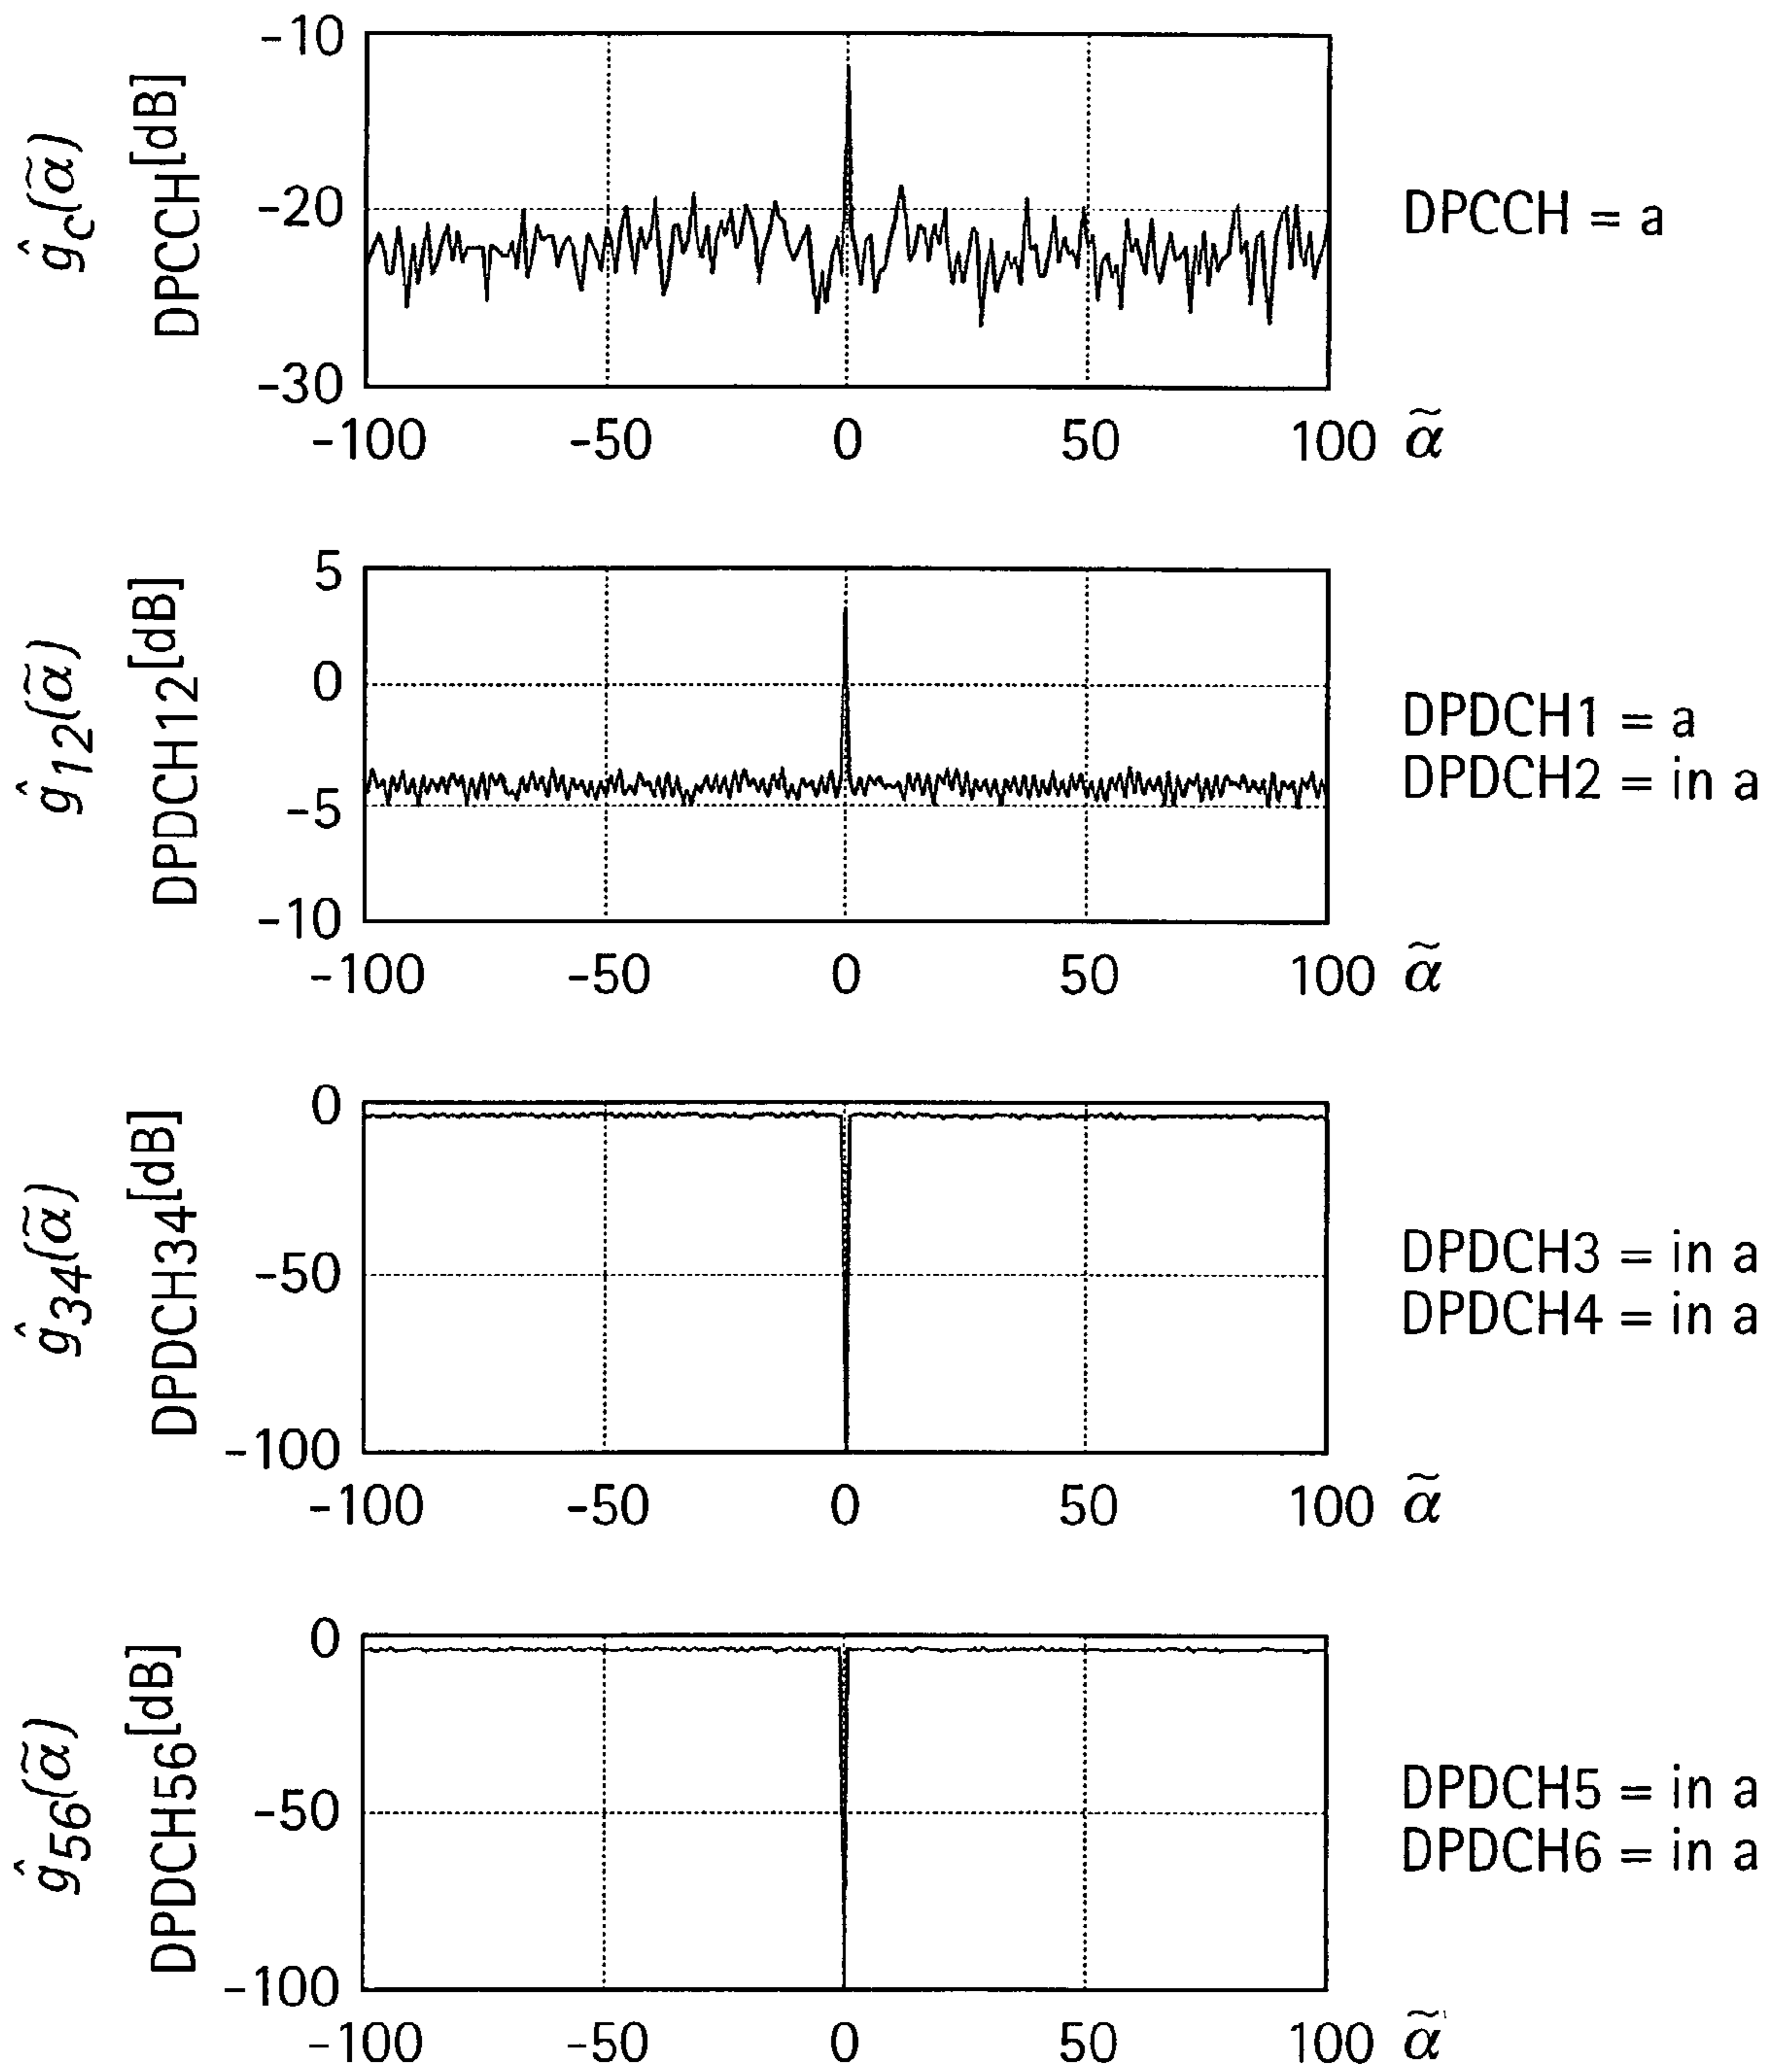 ĝc(α̃)
DPCCH[dB]
-10
-20
-30
-100 -50 0 50 100 α̃
DPCCH = a
ĝ12(α̃)
DPDCH12[dB]
5
0
-5
-10
-100 -50 0 50 100 α̃
DPDCH1 = a
DPDCH2 = in a
ĝ34(α̃)
DPDCH34[dB]
0
-50
-100
-100 -50 0 50 100 α̃
DPDCH3 = in a
DPDCH4 = in a
ĝ56(α̃)
DPDCH56[dB]
0
-50
-100
-100 -50 0 50 100 α̃
DPDCH5 = in a
DPDCH6 = in a